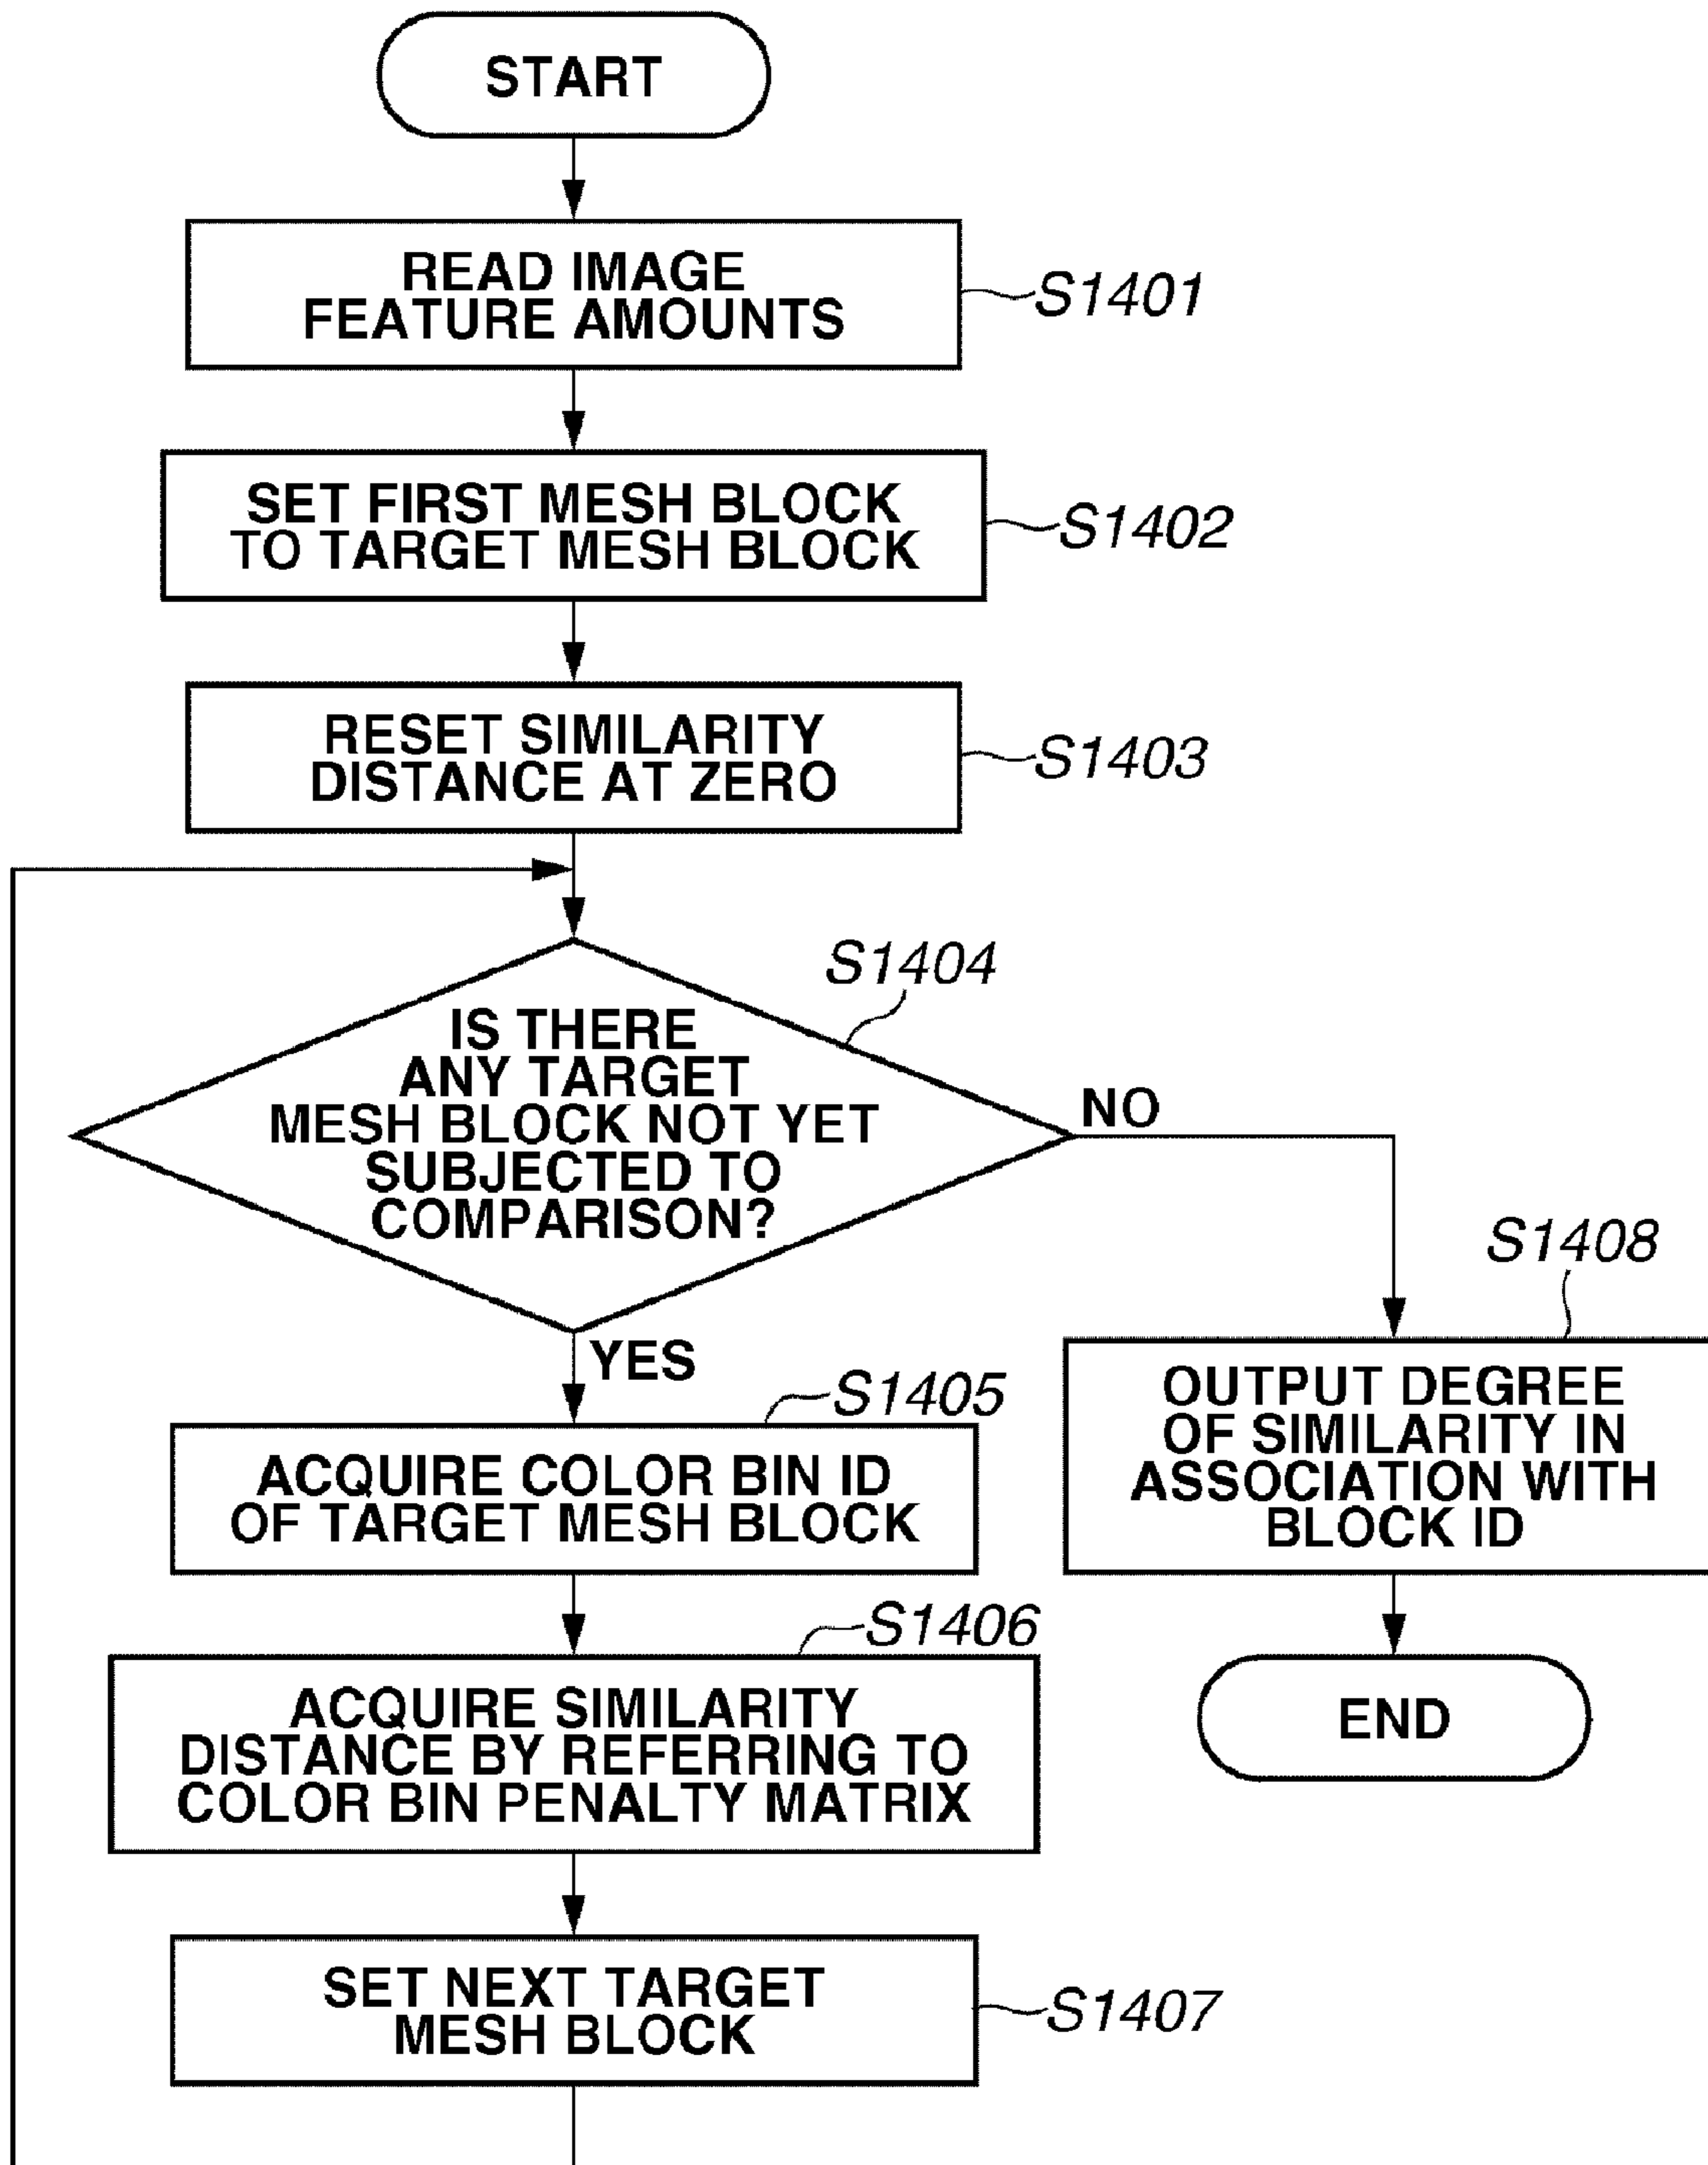 START
READ IMAGE
FEATURE AMOUNTS
S1401
SET FIRST MESH BLOCK
TO TARGET MESH BLOCK
S1402
RESET SIMILARITY
DISTANCE AT ZERO
S1403
S1404
IS THERE
ANY TARGET
MESH BLOCK NOT YET
SUBJECTED TO
COMPARISON?
NO
YES
S1408
OUTPUT DEGREE
OF SIMILARITY IN
ASSOCIATION WITH
BLOCK ID
S1405
ACQUIRE COLOR BIN ID
OF TARGET MESH BLOCK
S1406
ACQUIRE SIMILARITY
DISTANCE BY REFERRING TO
COLOR BIN PENALTY MATRIX
END
SET NEXT TARGET
MESH BLOCK
S1407